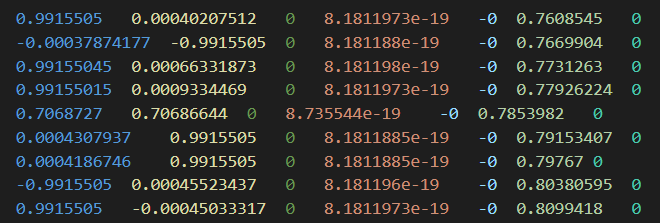 0.9915505 0.00040207512 0 8.1811973e-19 -0 0.7608545 0
-0.00037874177 -0.9915505 0 8.181188e-19 -0 0.7669904 0
0.99155045 0.00066331873 0 8.181198e-19 -0 0.7731263 0
0.99155015 0.0009334469 0 8.1811973e-19 -0 0.77926224 0
0.7068727 0.70686644 0 8.735544e-19 -0 0.7853982 0
0.0004307937 0.9915505 0 8.1811885e-19 -0 0.79153407 0
0.0004186746 0.9915505 0 8.1811885e-19 -0 0.79767 0
-0.9915505 0.00045523437 0 8.181196e-19 -0 0.80380595 0
0.9915505 -0.00045033317 0 8.1811973e-19 -0 0.8099418 0